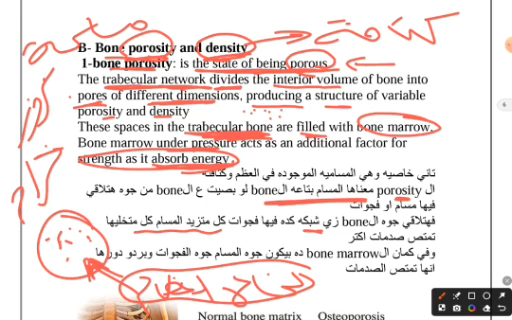 B- Bone porosity and density
كثافة
1-bone porosity: is the state of being porous.
The trabecular network divides the interior volume of bone into
pores of different dimensions, producing a structure of variable
porosity and density
These spaces in the trabecular bone are filled with bone marrow.
Bone marrow under pressure acts as an additional factor for
strength as it absorb energy.
تاني خاصيه وهي المساميه الموجوده في العظم وكثافته
ال porosity معناها المسام بتاعه الbone لو بصيت ع الbone من جوه هتلاقي
فيها مسام او فجوات
فهتلاقي جوه الbone زي شبكه كده فيها فجوات كل متزيد المسام كل متخليها
تمتص صدمات اكتر
وفي كمان الbone marrow ده بيكون جوه المسام جوه الفجوات وبردو دورها
انها تمتص الصدمات
Normal bone matrix Osteoporosis